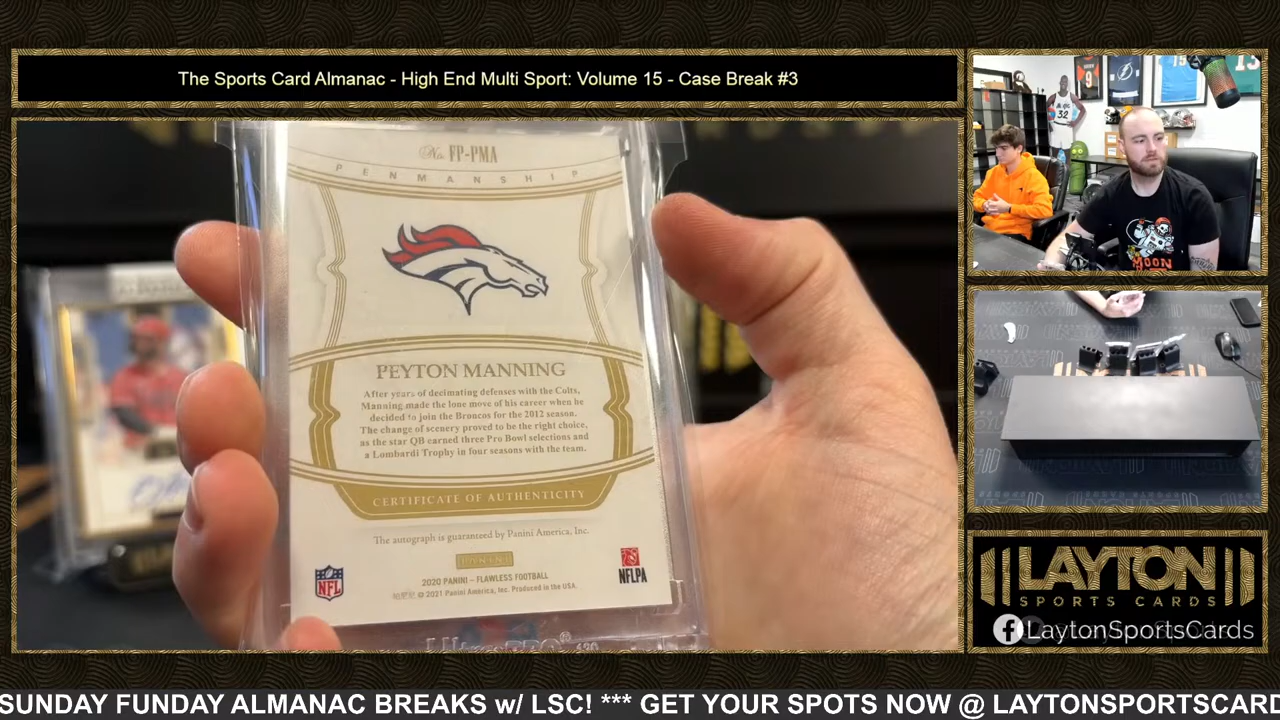 The Sports Card Almanac - High End Multi Sport: Volume 15 - Case Break #3
No. FP-PMA
PENMANSHIP
PEYTON MANNING
After years of decimating defenses with the Colts,
Manning made the lone move of his career when he
decided to join the Broncos for the 2012 season.
The change of scenery proved to be the right choice,
as the star QB earned three Pro Bowl selections and
a Lombardi Trophy in four seasons with the team.
CERTIFICATE OF AUTHENTICITY
The autograph is guaranteed by Panini America, Inc.
PANINI
2020 PANINI – FLAWLESS FOOTBALL
© 2021 Panini America, Inc. Produced in the USA.
NFL
NFLPA
32
MOON
LAYTON
SPORTS CARDS
LaytonSportsCards
SUNDAY FUNDAY ALMANAC BREAKS w/ LSC! *** GET YOUR SPOTS NOW @ LAYTONSPORTSCARD